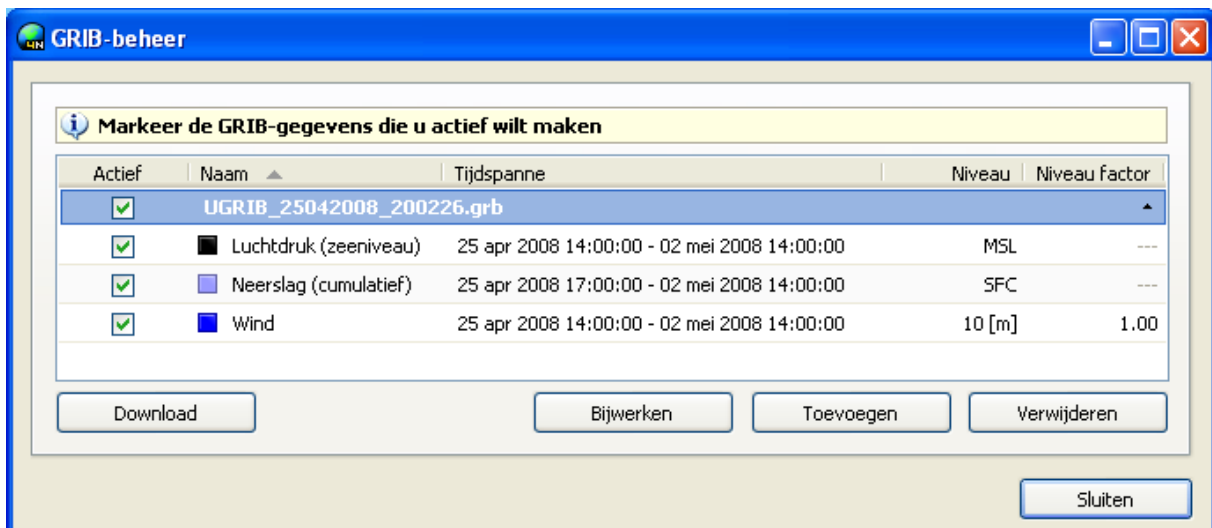 GRIB-beheer
Markeer de GRIB-gegevens die u actief wilt maken
Actief Naam Tijdspanne Niveau Niveau factor
UGRIB_25042008_200226.grb
Luchtdruk (zeeniveau) 25 apr 2008 14:00:00 - 02 mei 2008 14:00:00 MSL ---
Neerslag (cumulatief) 25 apr 2008 17:00:00 - 02 mei 2008 14:00:00 SFC ---
Wind 25 apr 2008 14:00:00 - 02 mei 2008 14:00:00 10 [m] 1.00
Download Bijwerken Toevoegen Verwijderen
Sluiten